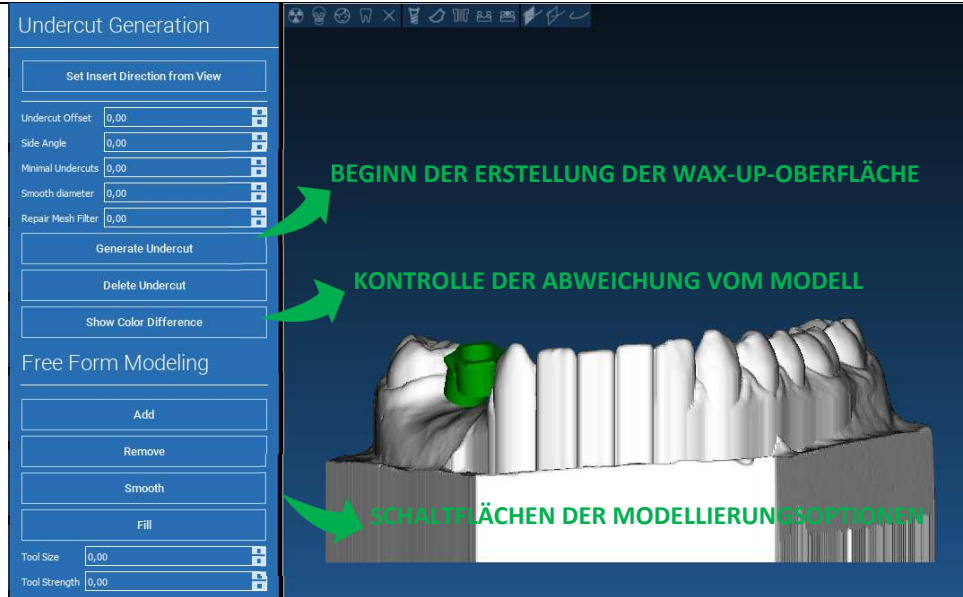 Undercut Generation
Set Insert Direction from View
Undercut Offset 0,00
Side Angle 0,00
Minimal Undercuts 0,00
Smooth diameter 0,00
Repair Mesh Filter 0,00
Generate Undercut
Delete Undercut
Show Color Difference
Free Form Modeling
Add
Remove
Smooth
Fill
Tool Size 0,00
Tool Strength 0,00
BEGINN DER ERSTELLUNG DER WAX-UP-OBERFLÄCHE
KONTROLLE DER ABWEICHUNG VOM MODELL
SCHALTFLÄCHEN DER MODELLIERUNGSOPTIONEN